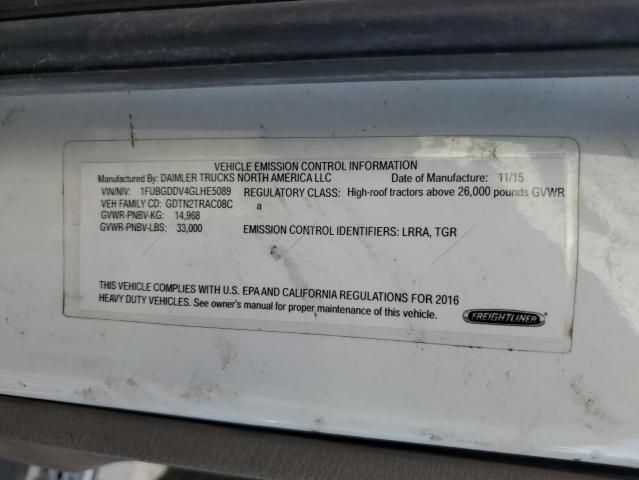 VEHICLE EMISSION CONTROL INFORMATION
Manufactured By: DAIMLER TRUCKS NORTH AMERICA LLC Date of Manufacture: 11/15
VIN/NIV: 1FUBGDDV4GLHE5089 REGULATORY CLASS: High-roof tractors above 26,000 pounds GVWR
VEH FAMILY CD: GDTN2TRAC08C a
GVWR-PNBV-KG: 14,968
GVWR-PNBV-LBS: 33,000 EMISSION CONTROL IDENTIFIERS: LRRA, TGR
THIS VEHICLE COMPLIES WITH U.S. EPA AND CALIFORNIA REGULATIONS FOR 2016
HEAVY DUTY VEHICLES. See owner's manual for proper maintenance of this vehicle.
FREIGHTLINER